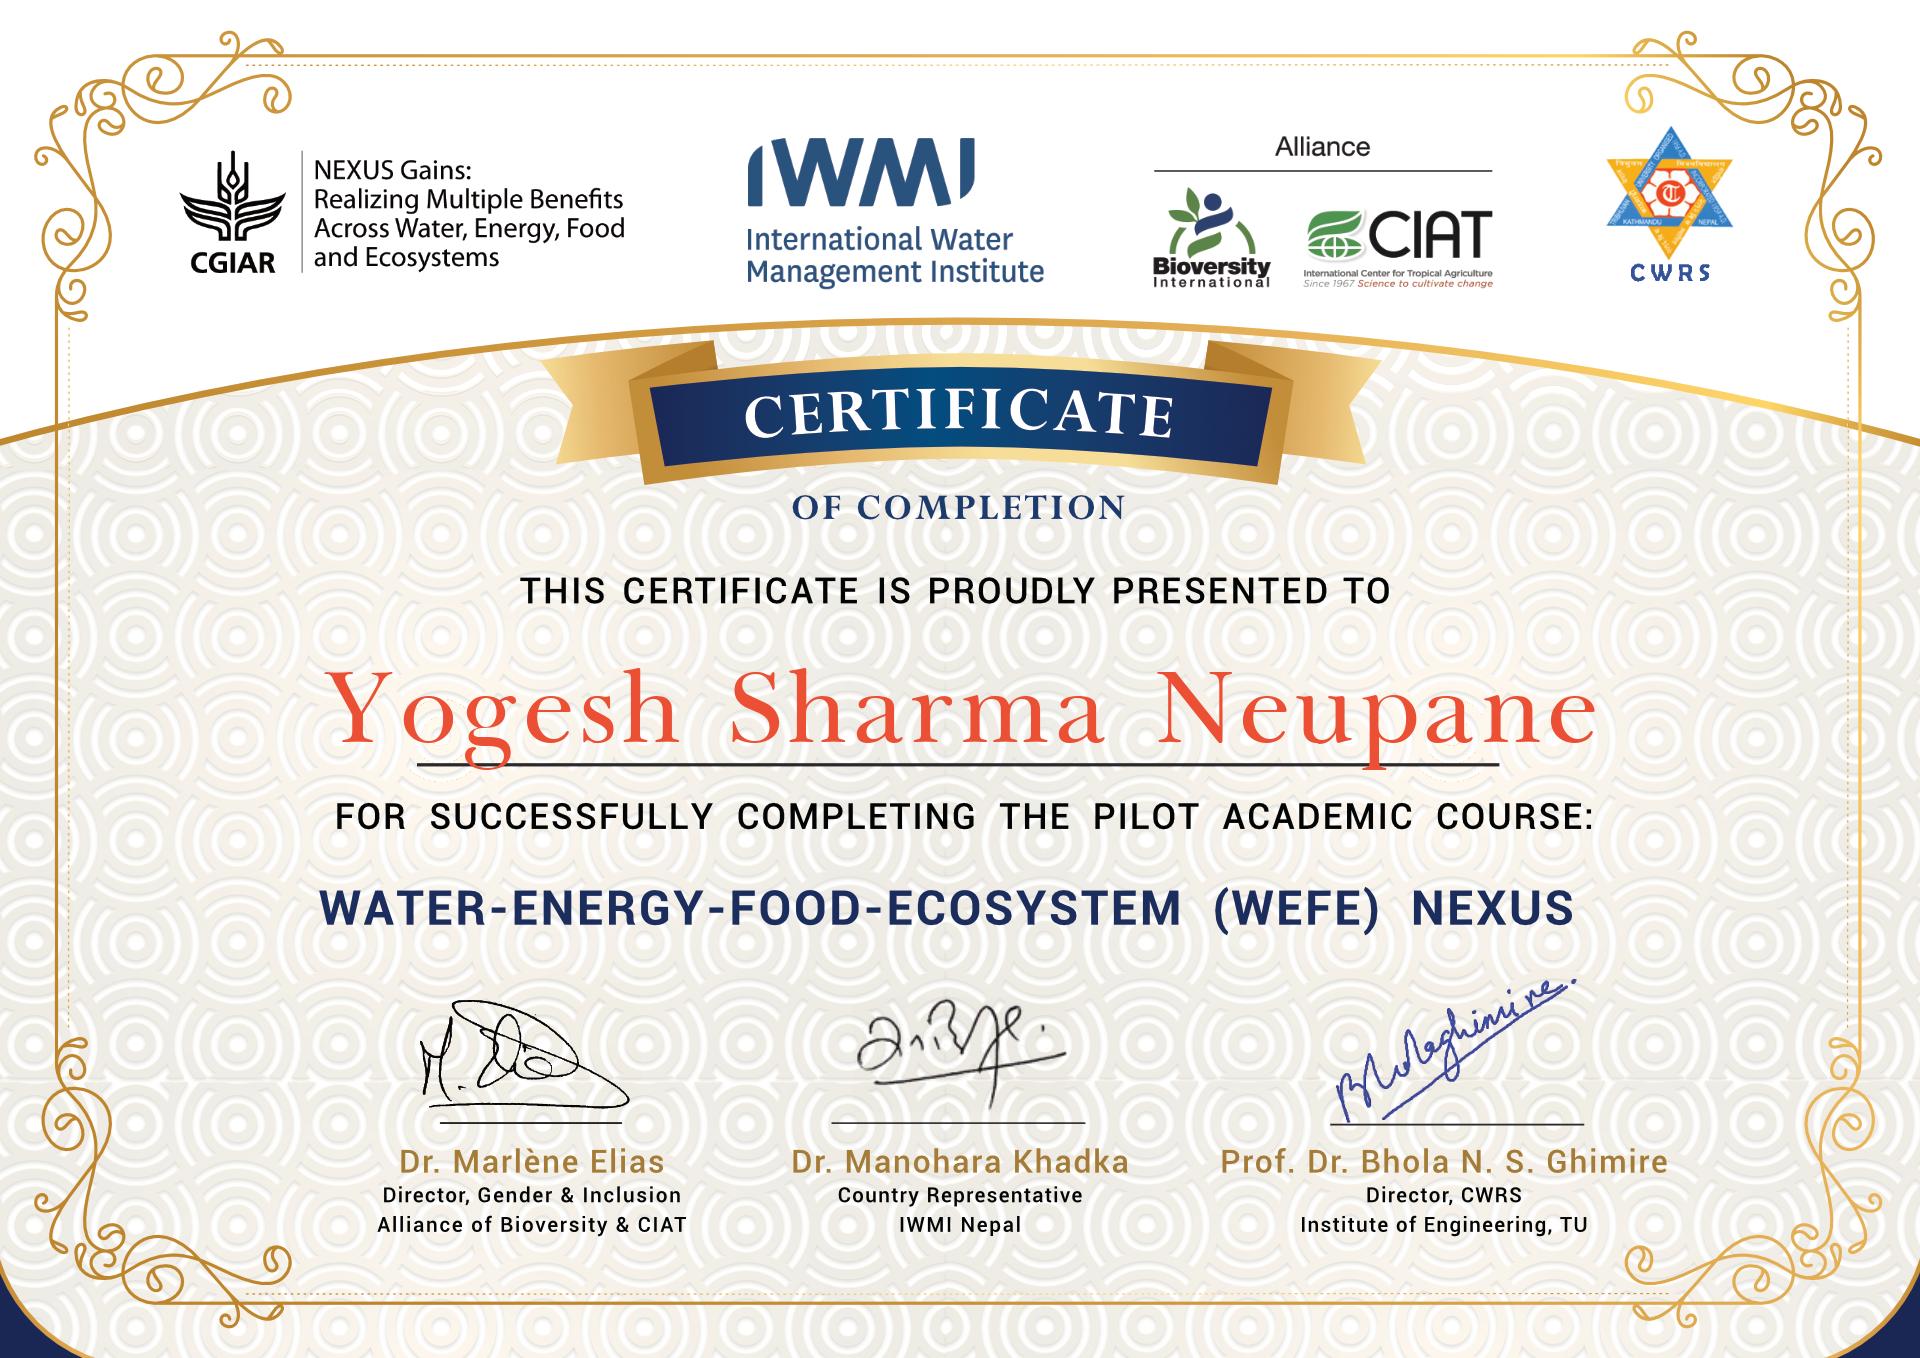 CGIAR
NEXUS Gains:
Realizing Multiple Benefits
Across Water, Energy, Food
and Ecosystems
IWMI
International Water
Management Institute
Alliance
Bioversity
International
CIAT
International Center for Tropical Agriculture
Since 1967 Science to cultivate change
KATHMANDU NEPAL
CWRS
CERTIFICATE
OF COMPLETION
THIS CERTIFICATE IS PROUDLY PRESENTED TO
Yogesh Sharma Neupane
FOR SUCCESSFULLY COMPLETING THE PILOT ACADEMIC COURSE:
WATER-ENERGY-FOOD-ECOSYSTEM (WEFE) NEXUS
Dr. Marlène Elias
Director, Gender & Inclusion
Alliance of Bioversity & CIAT
Dr. Manohara Khadka
Country Representative
IWMI Nepal
Prof. Dr. Bhola N. S. Ghimire
Director, CWRS
Institute of Engineering, TU